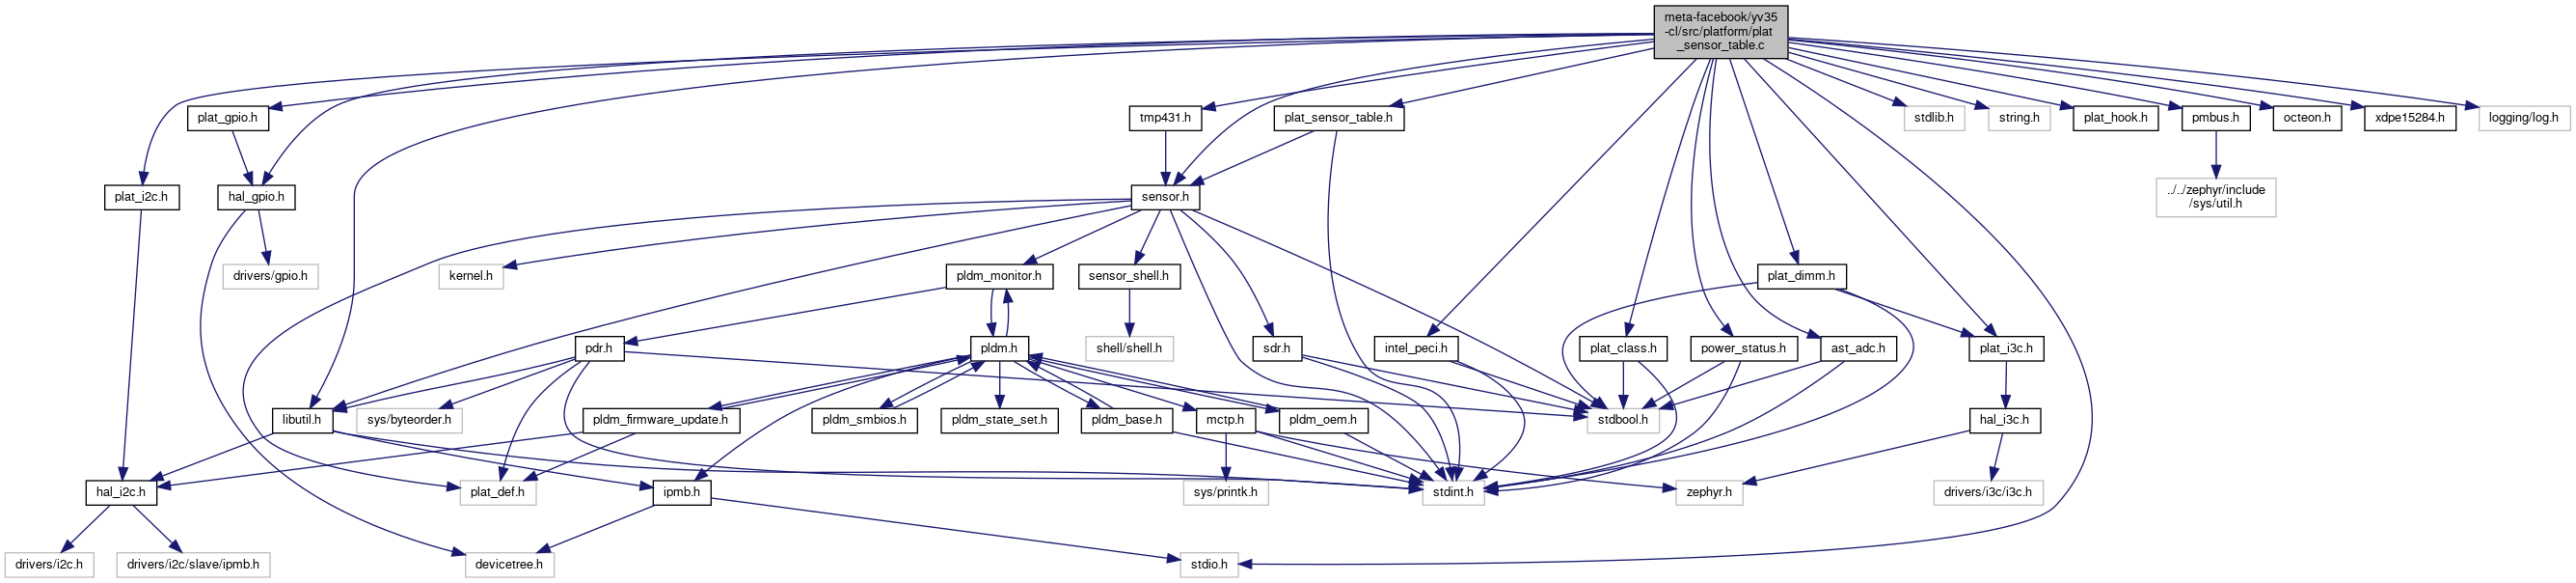 meta-facebook/yv35
-cl/src/platform/plat
_sensor_table.c
plat_gpio.h
tmp431.h
plat_sensor_table.h
stdlib.h
string.h
plat_hook.h
pmbus.h
octeon.h
xdpe15284.h
logging/log.h
plat_i2c.h
hal_gpio.h
sensor.h
../../zephyr/include
/sys/util.h
drivers/gpio.h
kernel.h
pldm_monitor.h
sensor_shell.h
plat_dimm.h
pdr.h
pldm.h
shell/shell.h
sdr.h
intel_peci.h
plat_class.h
power_status.h
ast_adc.h
plat_i3c.h
libutil.h
sys/byteorder.h
pldm_firmware_update.h
pldm_smbios.h
pldm_state_set.h
pldm_base.h
mctp.h
pldm_oem.h
stdbool.h
hal_i3c.h
hal_i2c.h
plat_def.h
ipmb.h
sys/printk.h
stdint.h
zephyr.h
drivers/i3c/i3c.h
drivers/i2c.h
drivers/i2c/slave/ipmb.h
devicetree.h
stdio.h